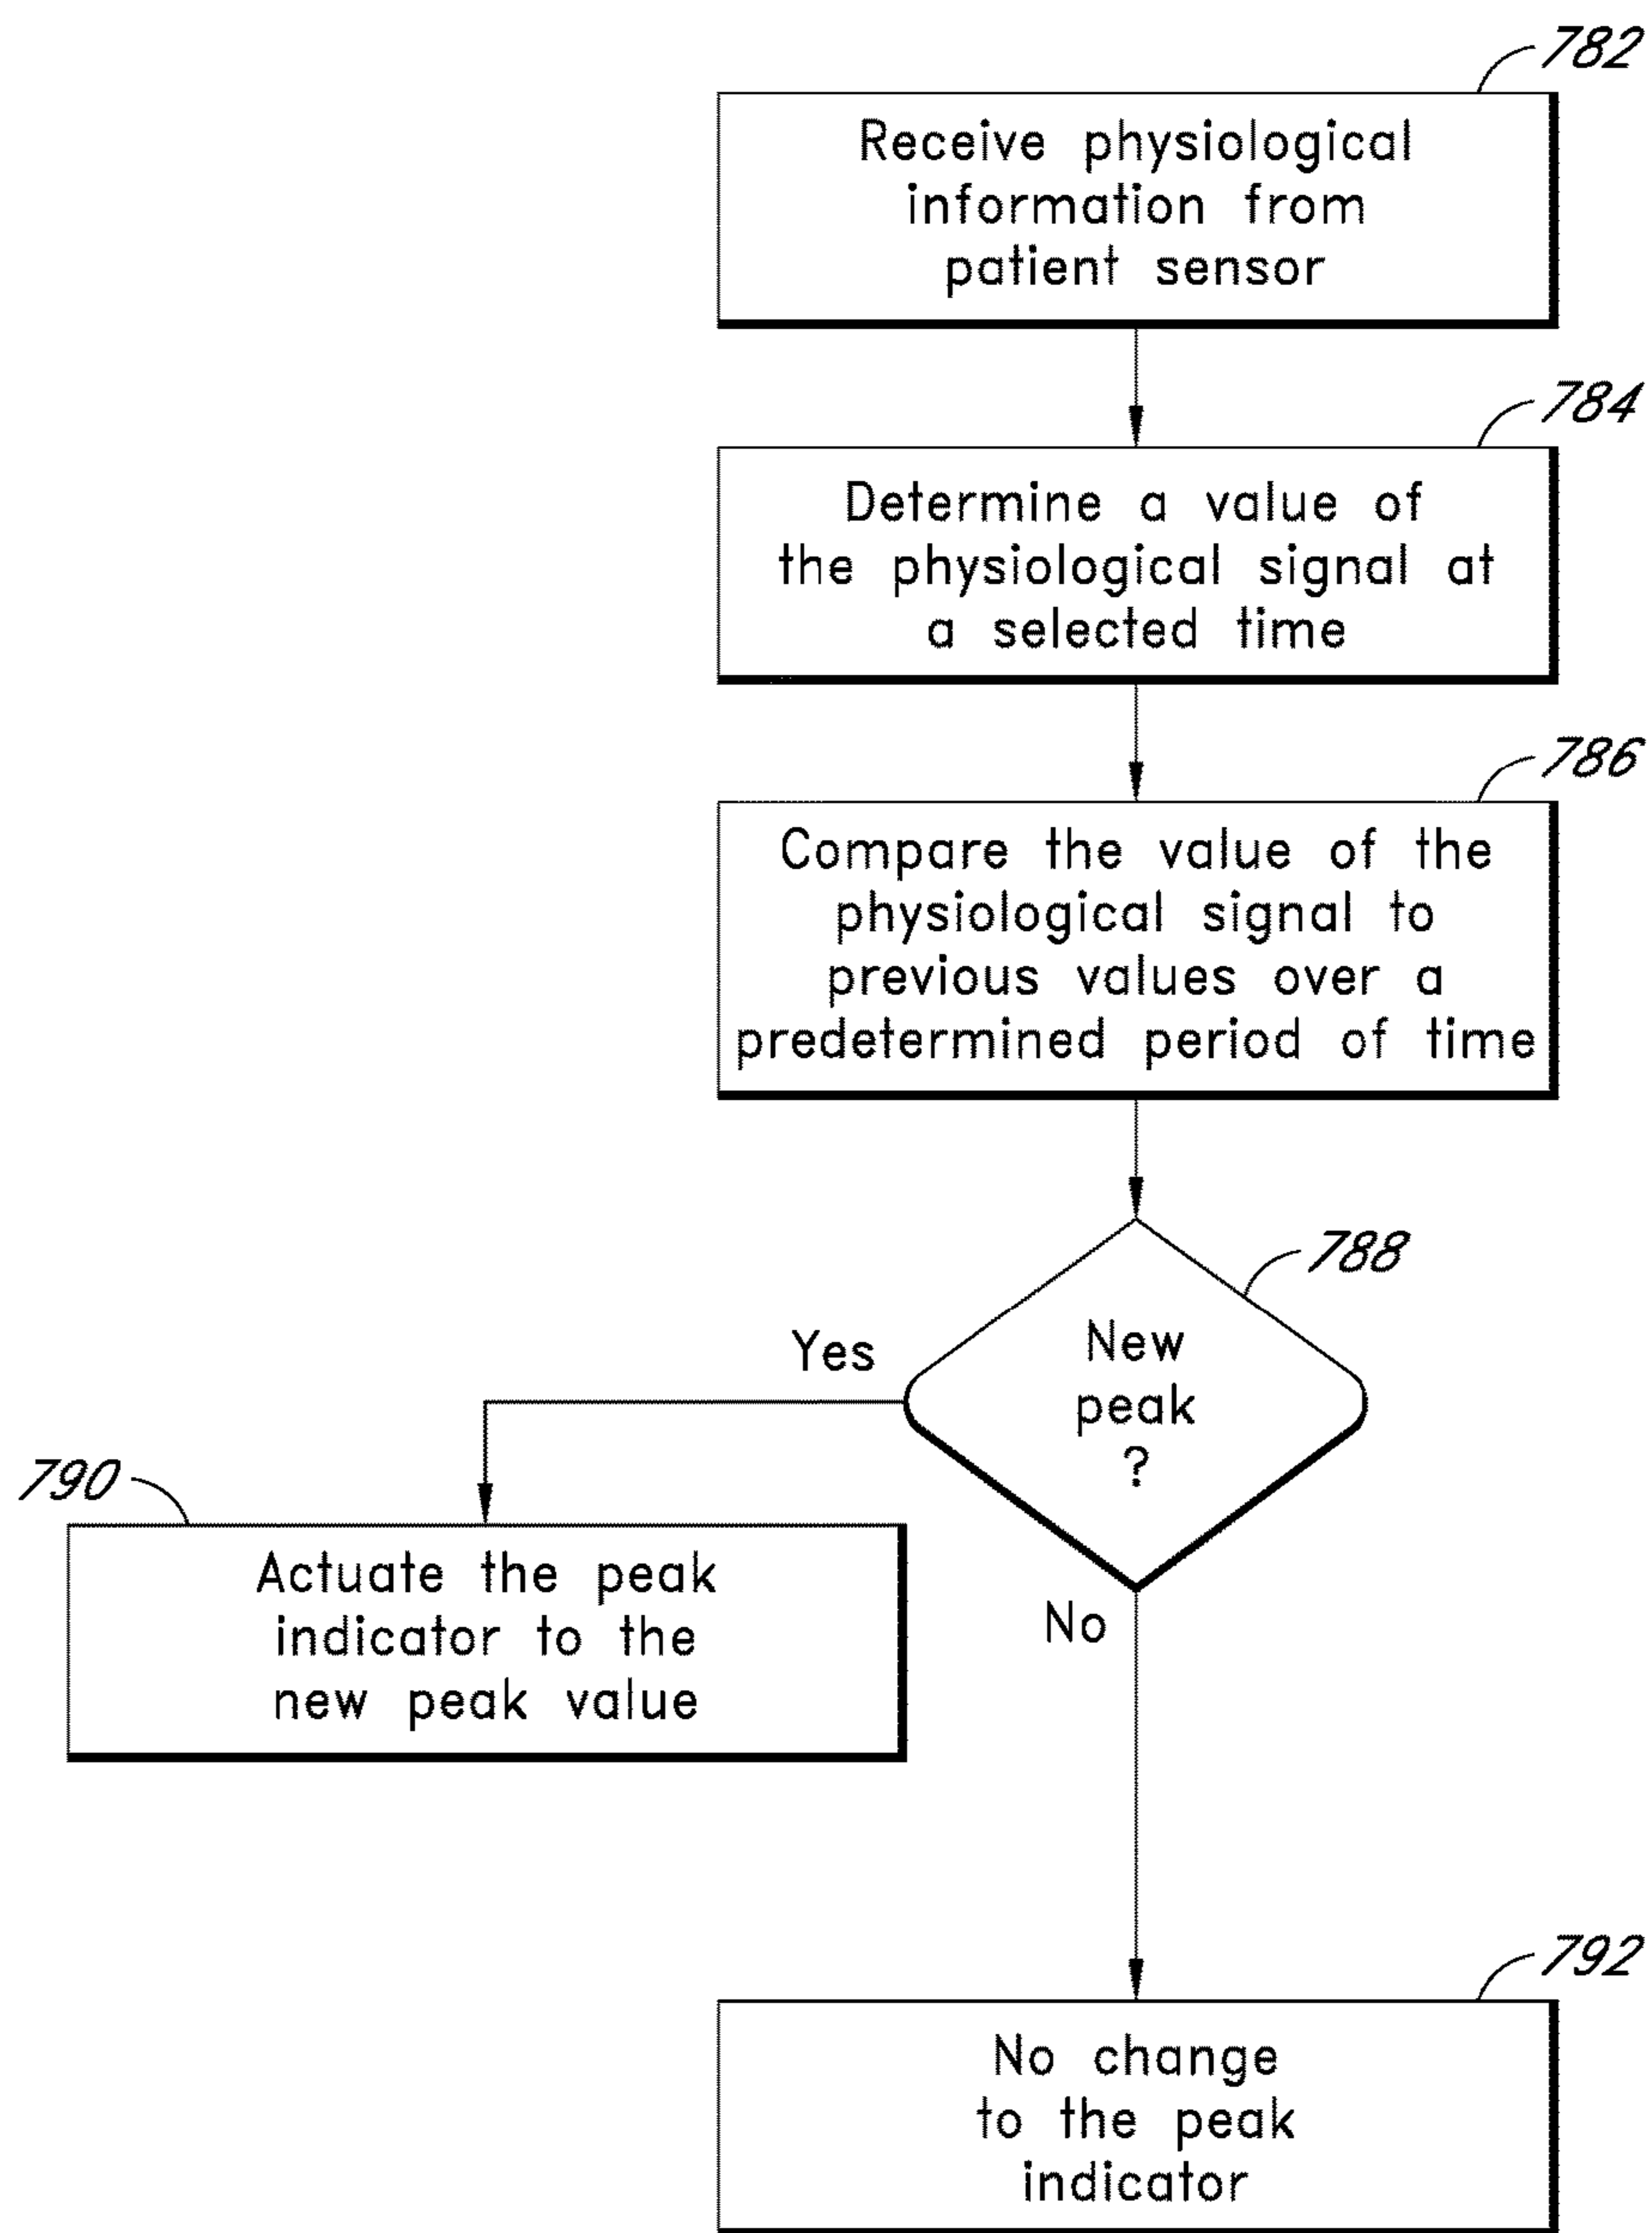 782
Receive physiological
information from
patient sensor
784
Determine a value of
the physiological signal at
a selected time
786
Compare the value of the
physiological signal to
previous values over a
predetermined period of time
788
New
peak
?
Yes
790
Actuate the peak
indicator to the
new peak value
No
792
No change
to the peak
indicator